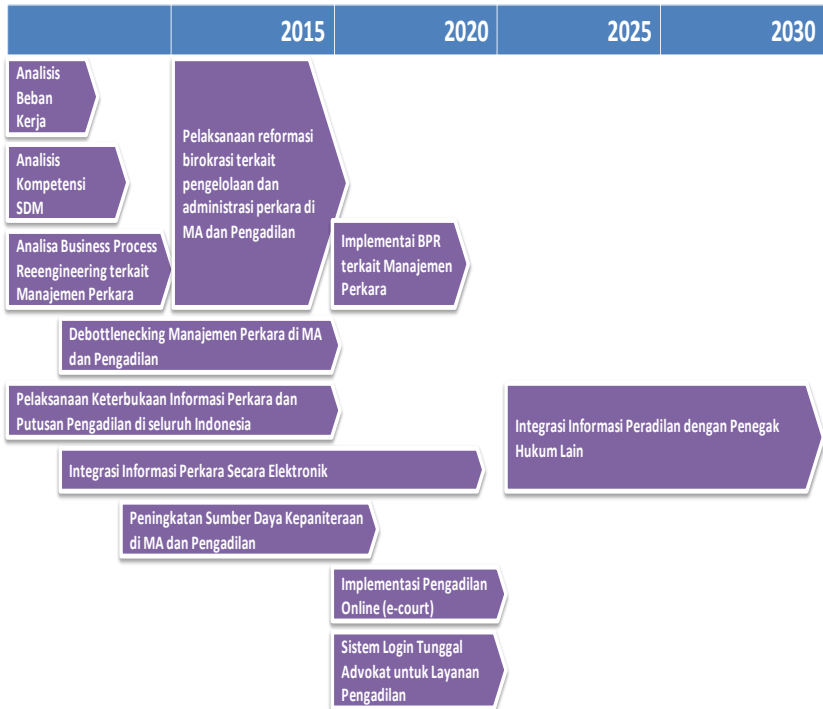 2015 2020 2025 2030
Analisis
Beban
Kerja
Pelaksanaan reformasi
birokrasi terkait
pengelolaan dan
administrasi perkara di
MA dan Pengadilan
Analisis
Kompetensi
SDM
Analisa Business Process
Reeengineering terkait
Manajemen Perkara
Implementai BPR
terkait Manajemen
Perkara
Debottlenecking Manajemen Perkara di MA
dan Pengadilan
Pelaksanaan Keterbukaan Informasi Perkara dan
Putusan Pengadilan di seluruh Indonesia
Integrasi Informasi Peradilan dengan Penegak
Hukum Lain
Integrasi Informasi Perkara Secara Elektronik
Peningkatan Sumber Daya Kepaniteraan
di MA dan Pengadilan
Implementasi Pengadilan
Online (e-court)
Sistem Login Tunggal
Advokat untuk Layanan
Pengadilan